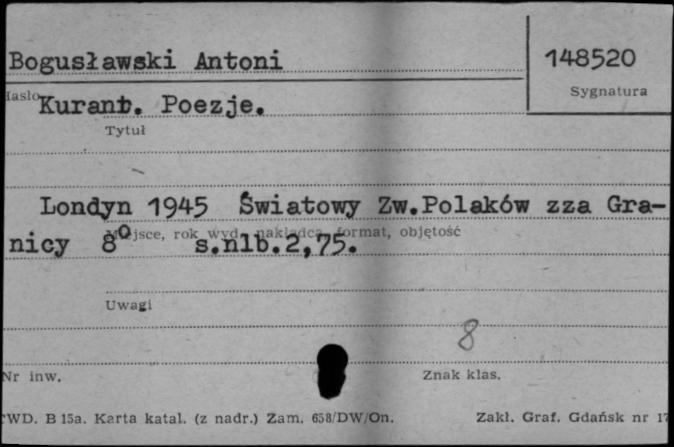 Bogusławski Antoni
148520
Sygnatura
Hasło
Kurant. Poezje.
Tytuł
Londyn 1945 Światowy Zw.Polaków zza Gra-
nicy 8° s.nlb.2,75.
Miejsce, rok wyd., nakładca, format, objętość
Uwagi
8
Nr inw.
Znak klas.
PWD. B 15a. Karta katal. (z nadr.) Zam. 658/DW/On.
Zakł. Graf. Gdańsk nr 17